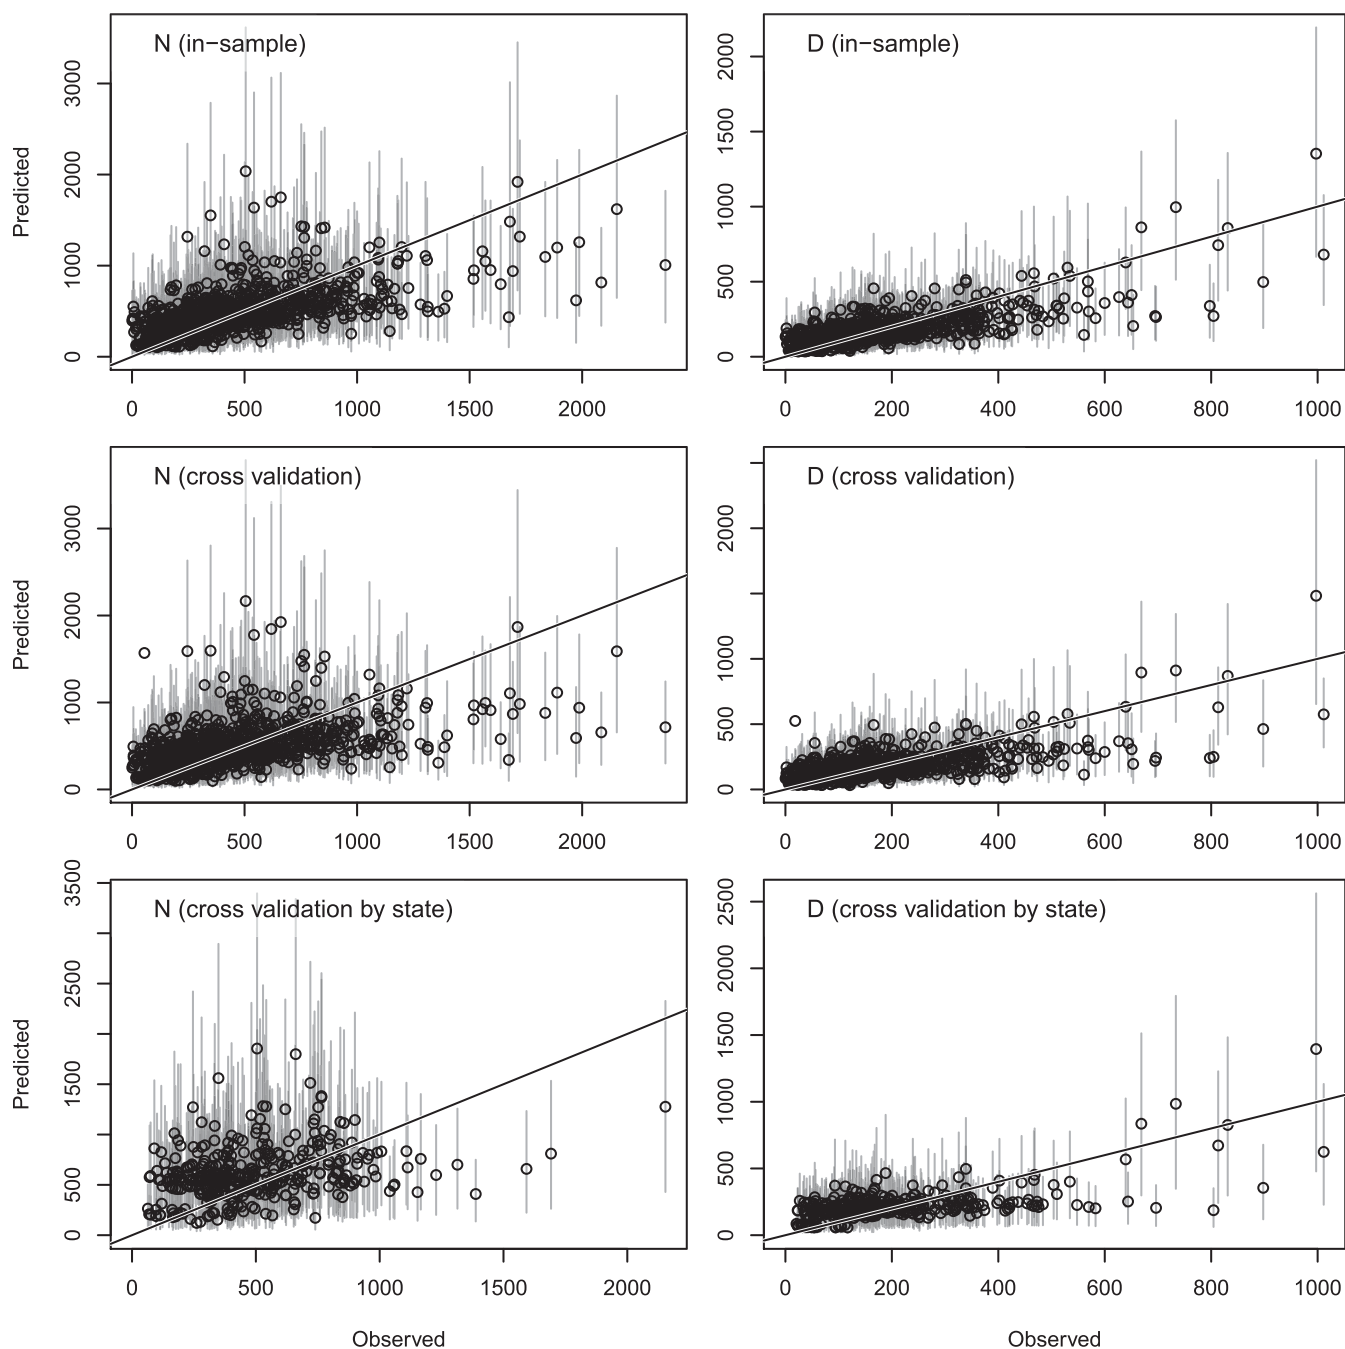 N (in−sample)
Predicted
0 1000 2000 3000
0 500 1000 1500 2000
D (in−sample)
0 500 1000 1500 2000
0 200 400 600 800 1000
N (cross validation)
Predicted
0 1000 2000 3000
0 500 1000 1500 2000
D (cross validation)
0 500 1000 2000
0 200 400 600 800 1000
N (cross validation by state)
Predicted
0 500 1500 2500 3500
0 500 1000 1500 2000
Observed
D (cross validation by state)
0 500 1000 1500 2000 2500
0 200 400 600 800 1000
Observed